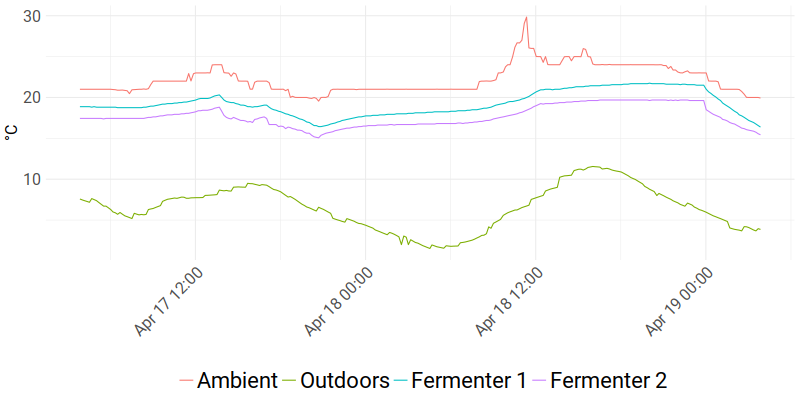 30
20
10
°C
Apr 17 12:00
Apr 18 00:00
Apr 18 12:00
Apr 19 00:00
Ambient Outdoors Fermenter 1 Fermenter 2